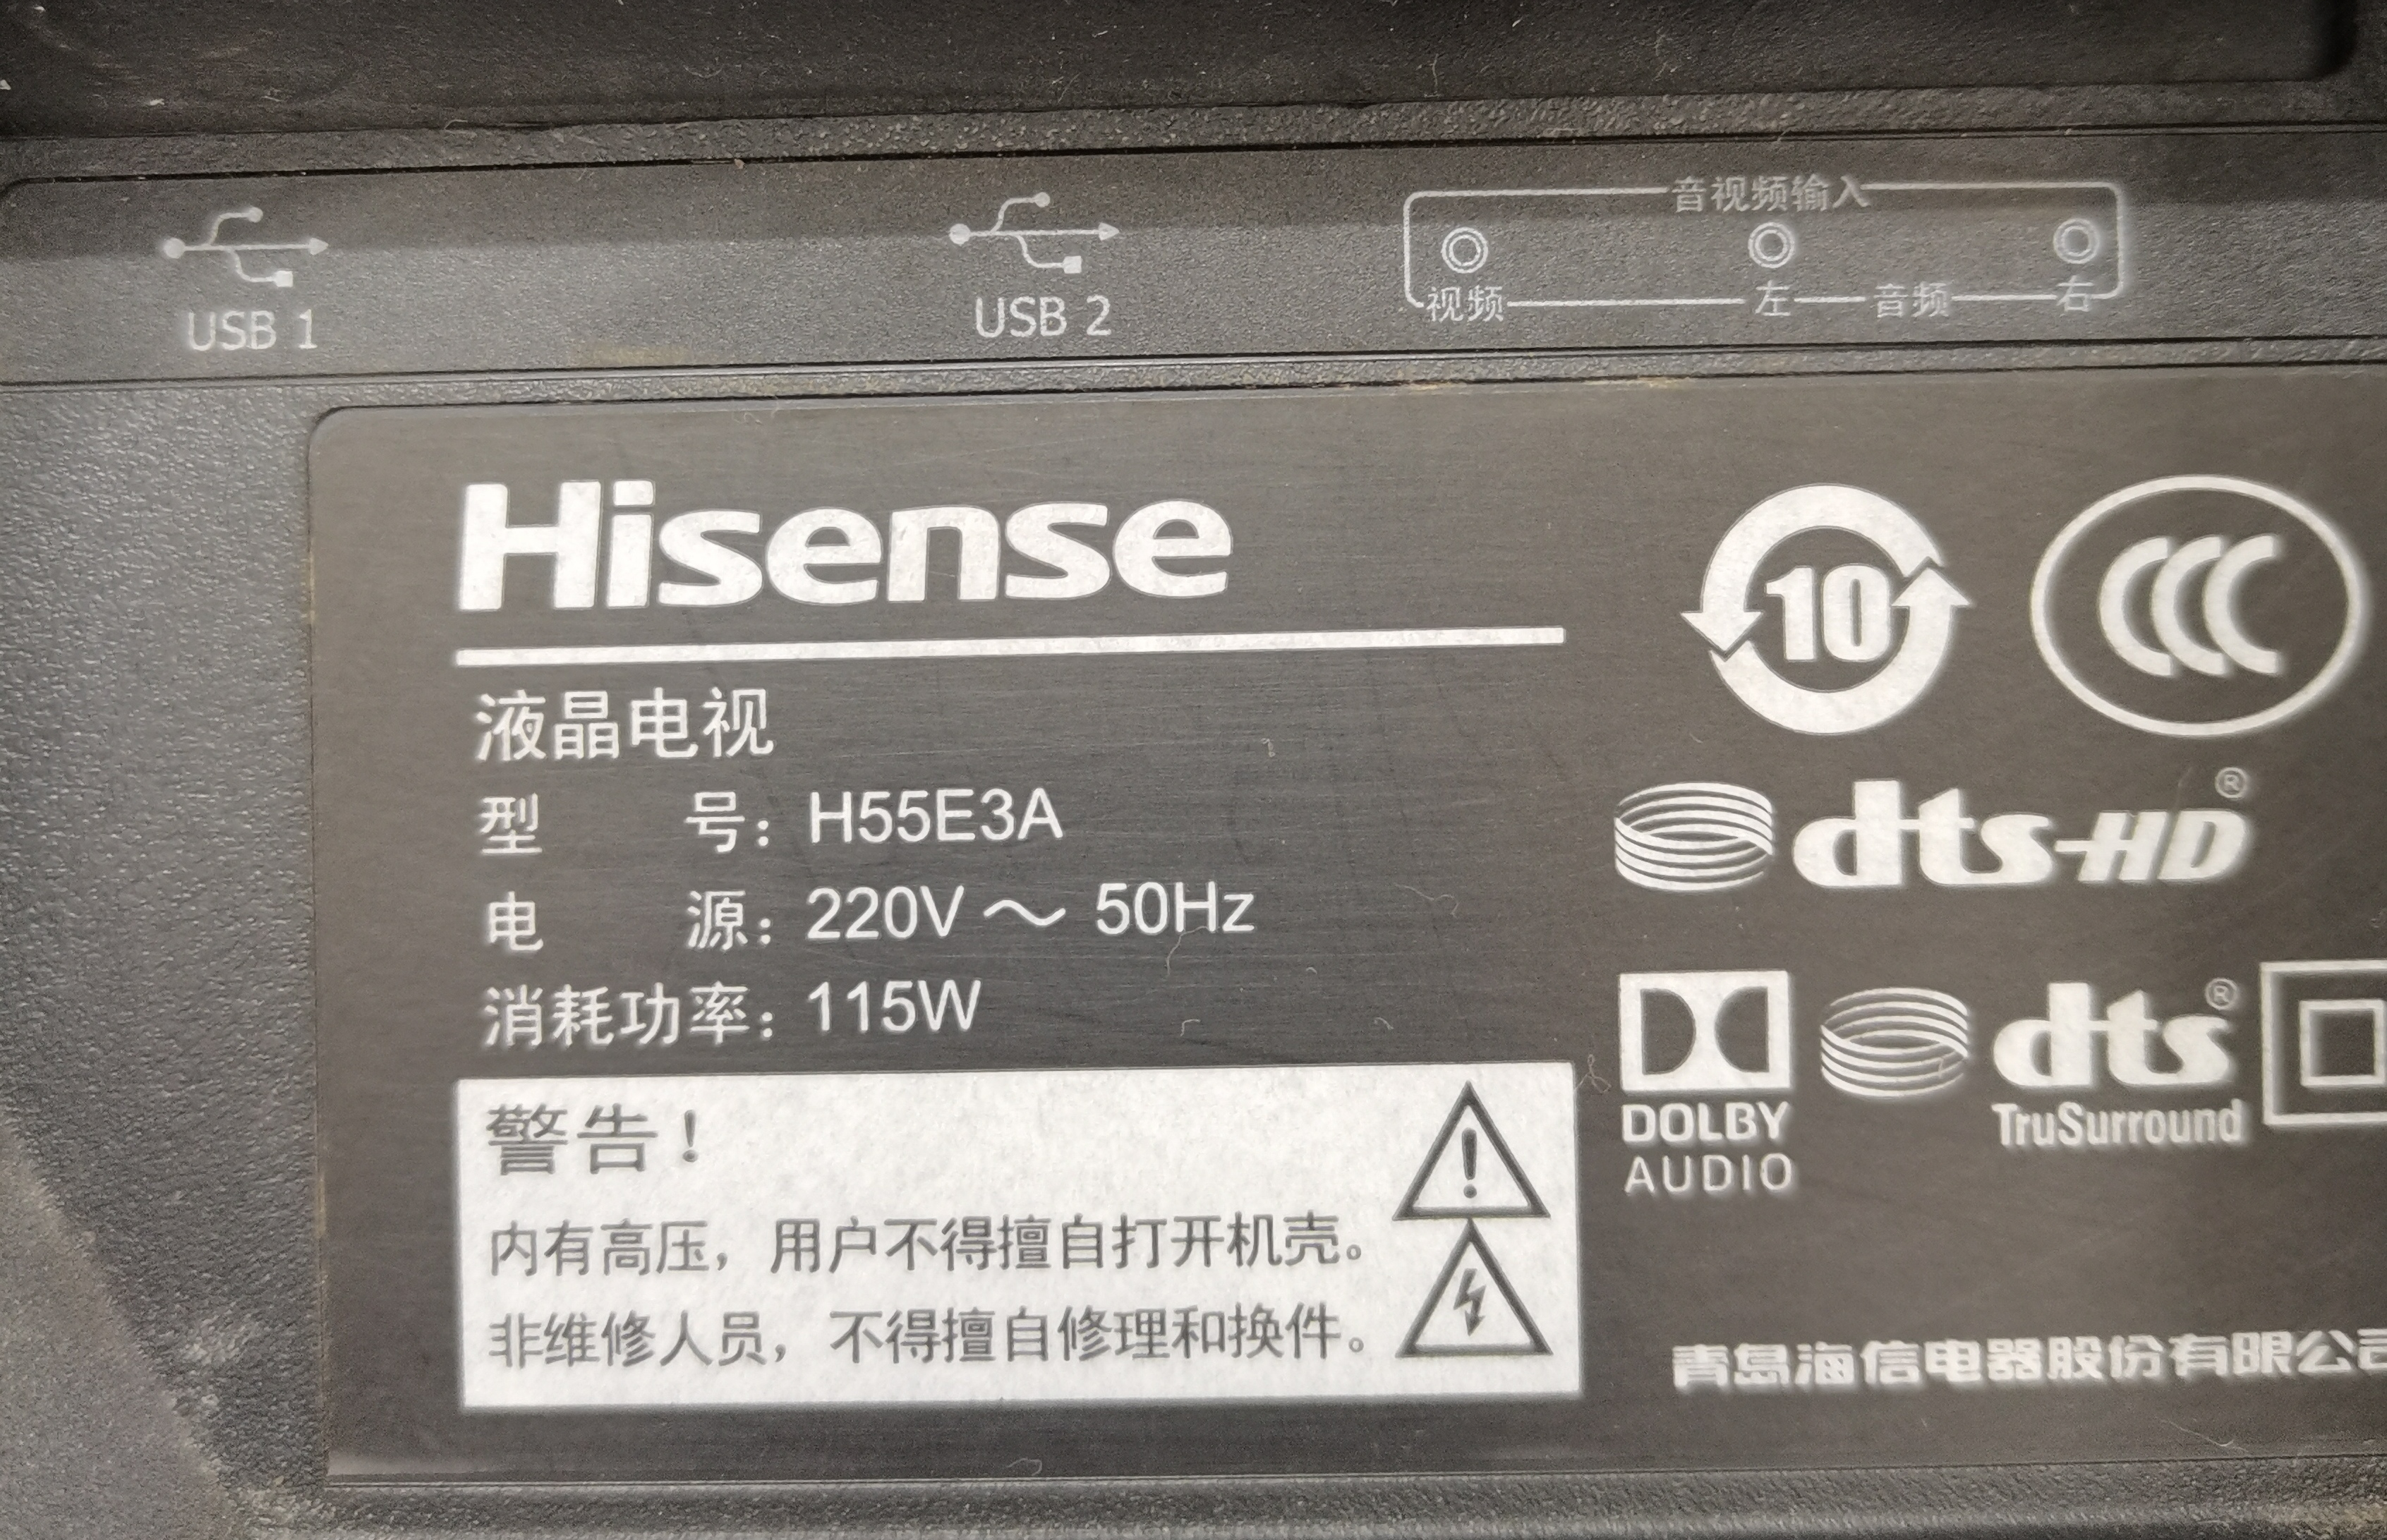 音视频输入
视频 左 音频 右
USB 1
USB 2
Hisense
液晶电视
型 号：H55E3A
电 源：220V～ 50Hz
消耗功率：115W
警告！
内有高压，用户不得擅自打开机壳。
非维修人员，不得擅自修理和换件。
10
CCC
dts-HD®
DOLBY
AUDIO
dts®
TruSurround
青岛海信电器股份有限公司